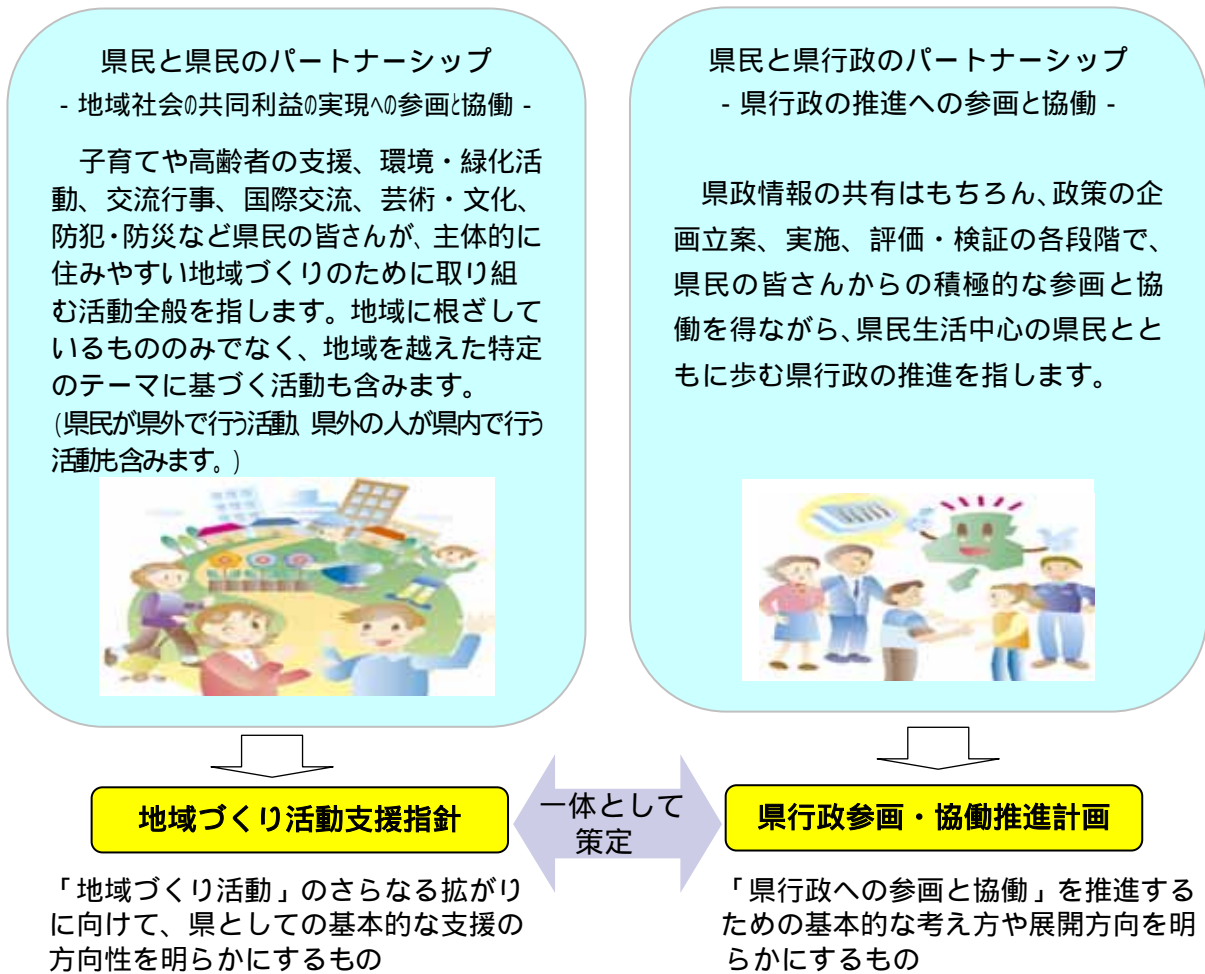 県民と県民のパートナーシップ
- 地域社会の共同利益の実現への参画と協働 -
子育てや高齢者の支援、環境・緑化活
動、交流行事、国際交流、芸術・文化、
防犯・防災など県民の皆さんが、主体的に
住みやすい地域づくりのために取り組
む活動全般を指します。地域に根ざして
いるもののみでなく、地域を越えた特定
のテーマに基づく活動も含みます。
(県民が県外で行う活動、県外の人が県内で行う
活動も含みます。)
県民と県行政のパートナーシップ
- 県行政の推進への参画と協働 -
県政情報の共有はもちろん、政策の企
画立案、実施、評価・検証の各段階で、
県民の皆さんからの積極的な参画と協
働を得ながら、県民生活中心の県民とと
もに歩む県行政の推進を指します。
地域づくり活動支援指針
一体として
策定
県行政参画・協働推進計画
「地域づくり活動」のさらなる拡がり
に向けて、県としての基本的な支援の
方向性を明らかにするもの
「県行政への参画と協働」を推進する
ための基本的な考え方や展開方向を明
らかにするもの